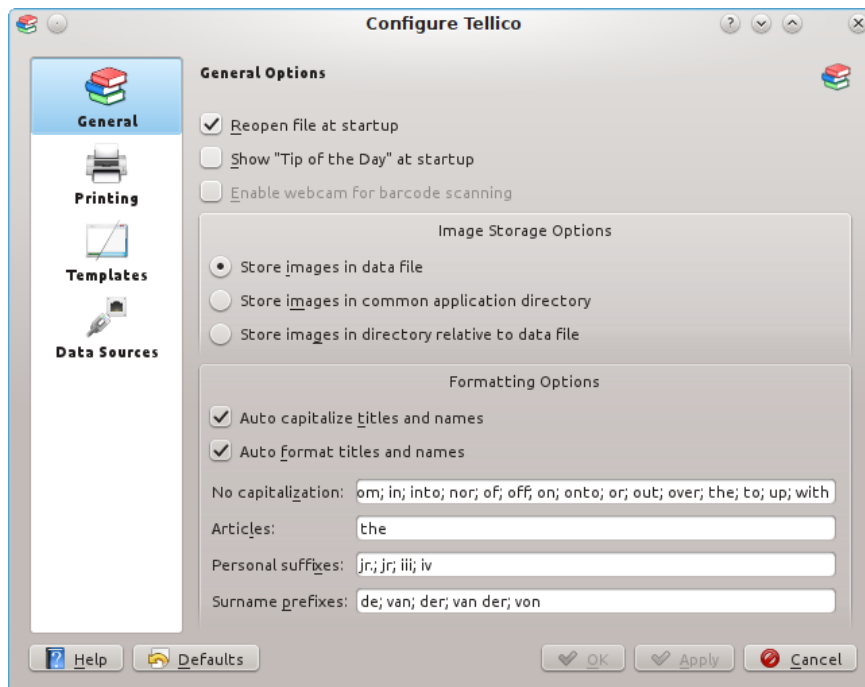 Configure Tellico
General
Printing
Templates
Data Sources
General Options
Reopen file at startup
Show "Tip of the Day" at startup
Enable webcam for barcode scanning
Image Storage Options
Store images in data file
Store images in common application directory
Store images in directory relative to data file
Formatting Options
Auto capitalize titles and names
Auto format titles and names
No capitalization: om; in; into; nor; of; off; on; onto; or; out; over; the; to; up; with
Articles: the
Personal suffixes: jr.; jr; iii; iv
Surname prefixes: de; van; der; van der; von
Help Defaults OK Apply Cancel